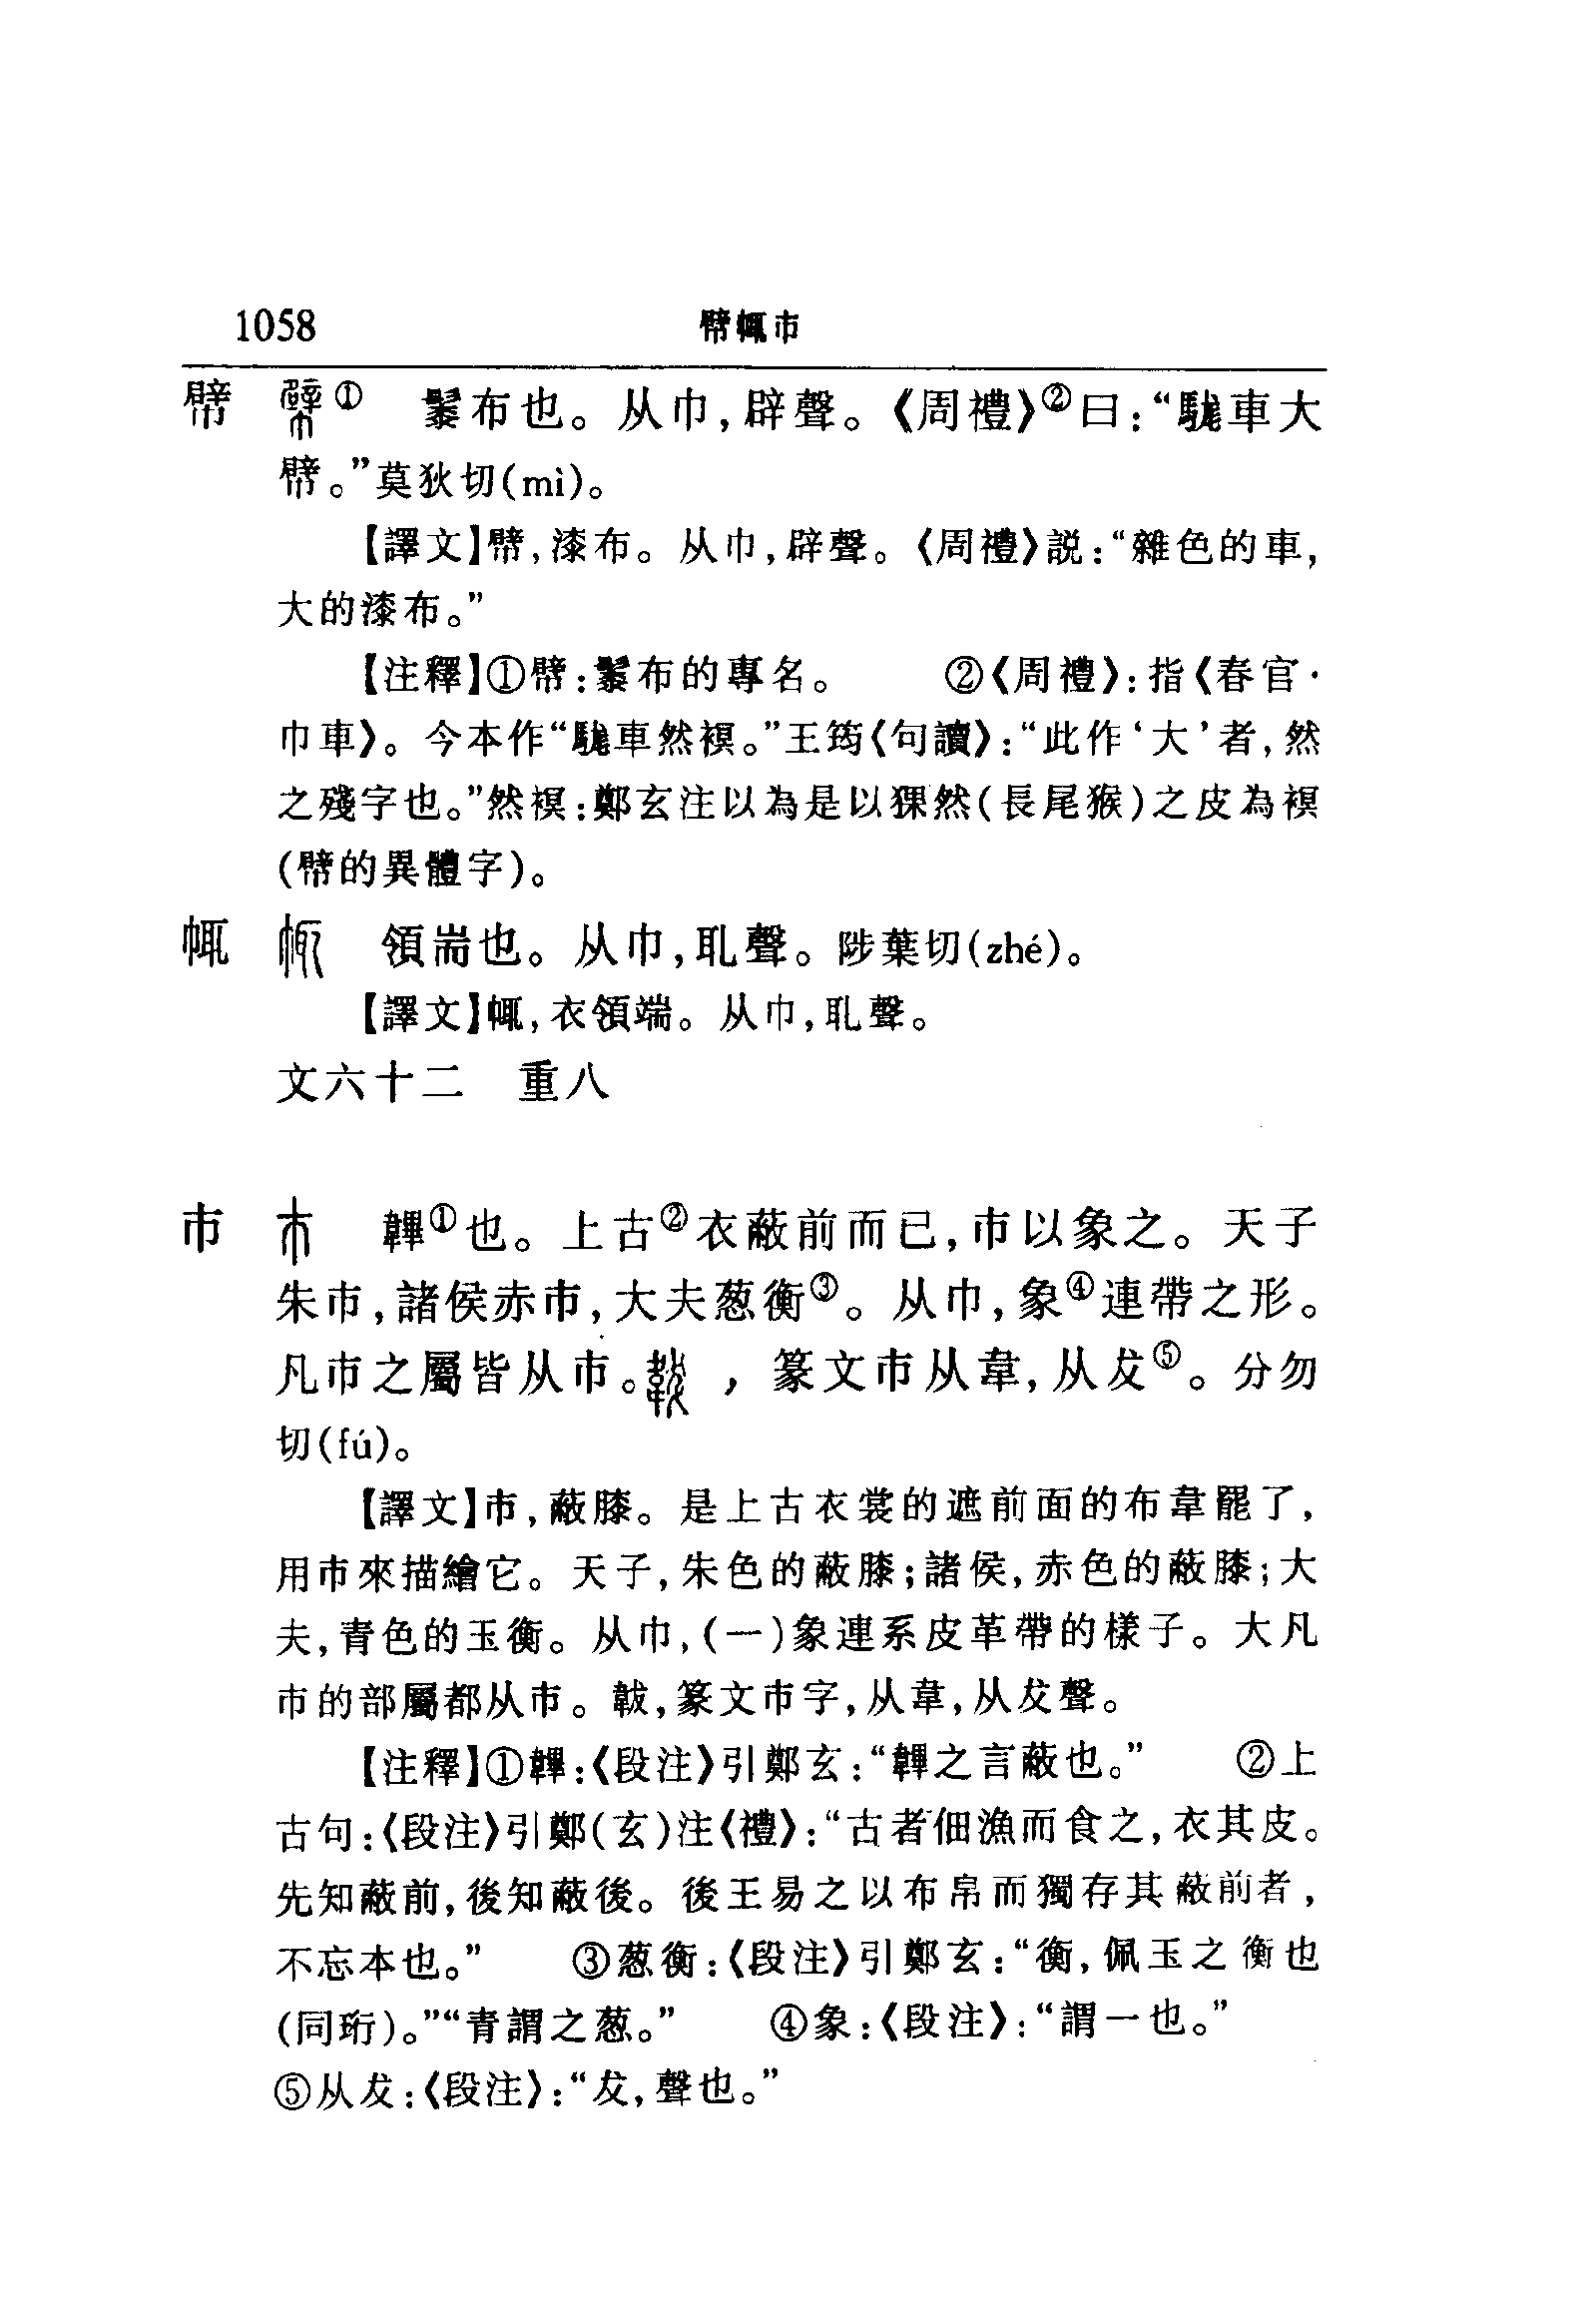 1058 幦𢅌巿
幦 ① 䰍布也。从巾,辟聲。《周禮》②曰:“駹車大
幦。”莫狄切(mì)。
【譯文】幦,漆布。从巾,辟聲。《周禮》説:“雜色的車,
大的漆布。”
【注釋】①幦:䰍布的專名。 ②《周禮》:指《春官·
巾車》。今本作“駹車然䙏。”王筠《句讀》:“此作‘大’者,然
之殘字也。”然䙏:鄭玄注以為是以猓然(長尾猴)之皮為䙏
(幦的異體字)。
領耑也。从巾,耴聲。陟葉切(zhé)。
【譯文】,衣領端。从巾,耴聲。
文六十二 重八
巿 韠①也。上古②衣蔽前而已,巿以象之。天子
朱巿,諸侯赤巿,大夫葱衡③。从巾,象④連帶之形。
凡巿之屬皆从巿。 ,篆文巿从韋,从犮⑤。分勿
切(fú)。
【譯文】巿,蔽膝。是上古衣裳的遮前面的布韋罷了,
用巿來描繪它。天子,朱色的蔽膝;諸侯,赤色的蔽膝;大
夫,青色的玉衡。从巾,(一)象連系皮革帶的樣子。大凡
巿的部屬都从巿。韍,篆文巿字,从韋,从犮聲。
【注釋】①韠:《段注》引鄭玄:“韠之言蔽也。” ②上
古句:《段注》引鄭(玄)注《禮》:“古者佃漁而食之,衣其皮。
先知蔽前,後知蔽後。後王易之以布帛而獨存其蔽前者,
不忘本也。” ③葱衡:《段注》引鄭玄:“衡,佩玉之衡也
(同珩)。”“青謂之葱。” ④象:《段注》:“謂一也。”
⑤从犮:《段注》:“犮,聲也。”